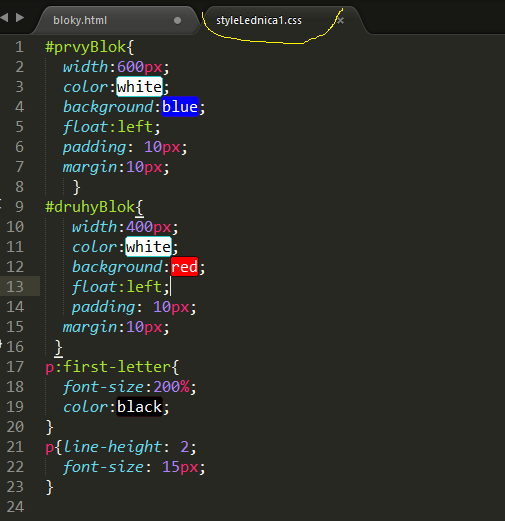 bloky.html
styleLednica1.css
1 #prvyBlok{
2 width:600px;
3 color:white;
4 background:blue;
5 float:left;
6 padding: 10px;
7 margin:10px;
8 }
9 #druhyBlok{
10 width:400px;
11 color:white;
12 background:red;
13 float:left;
14 padding: 10px;
15 margin:10px;
16 }
17 p:first-letter{
18 font-size:200%;
19 color:black;
20 }
21 p{line-height: 2;
22 font-size: 15px;
23 }
24